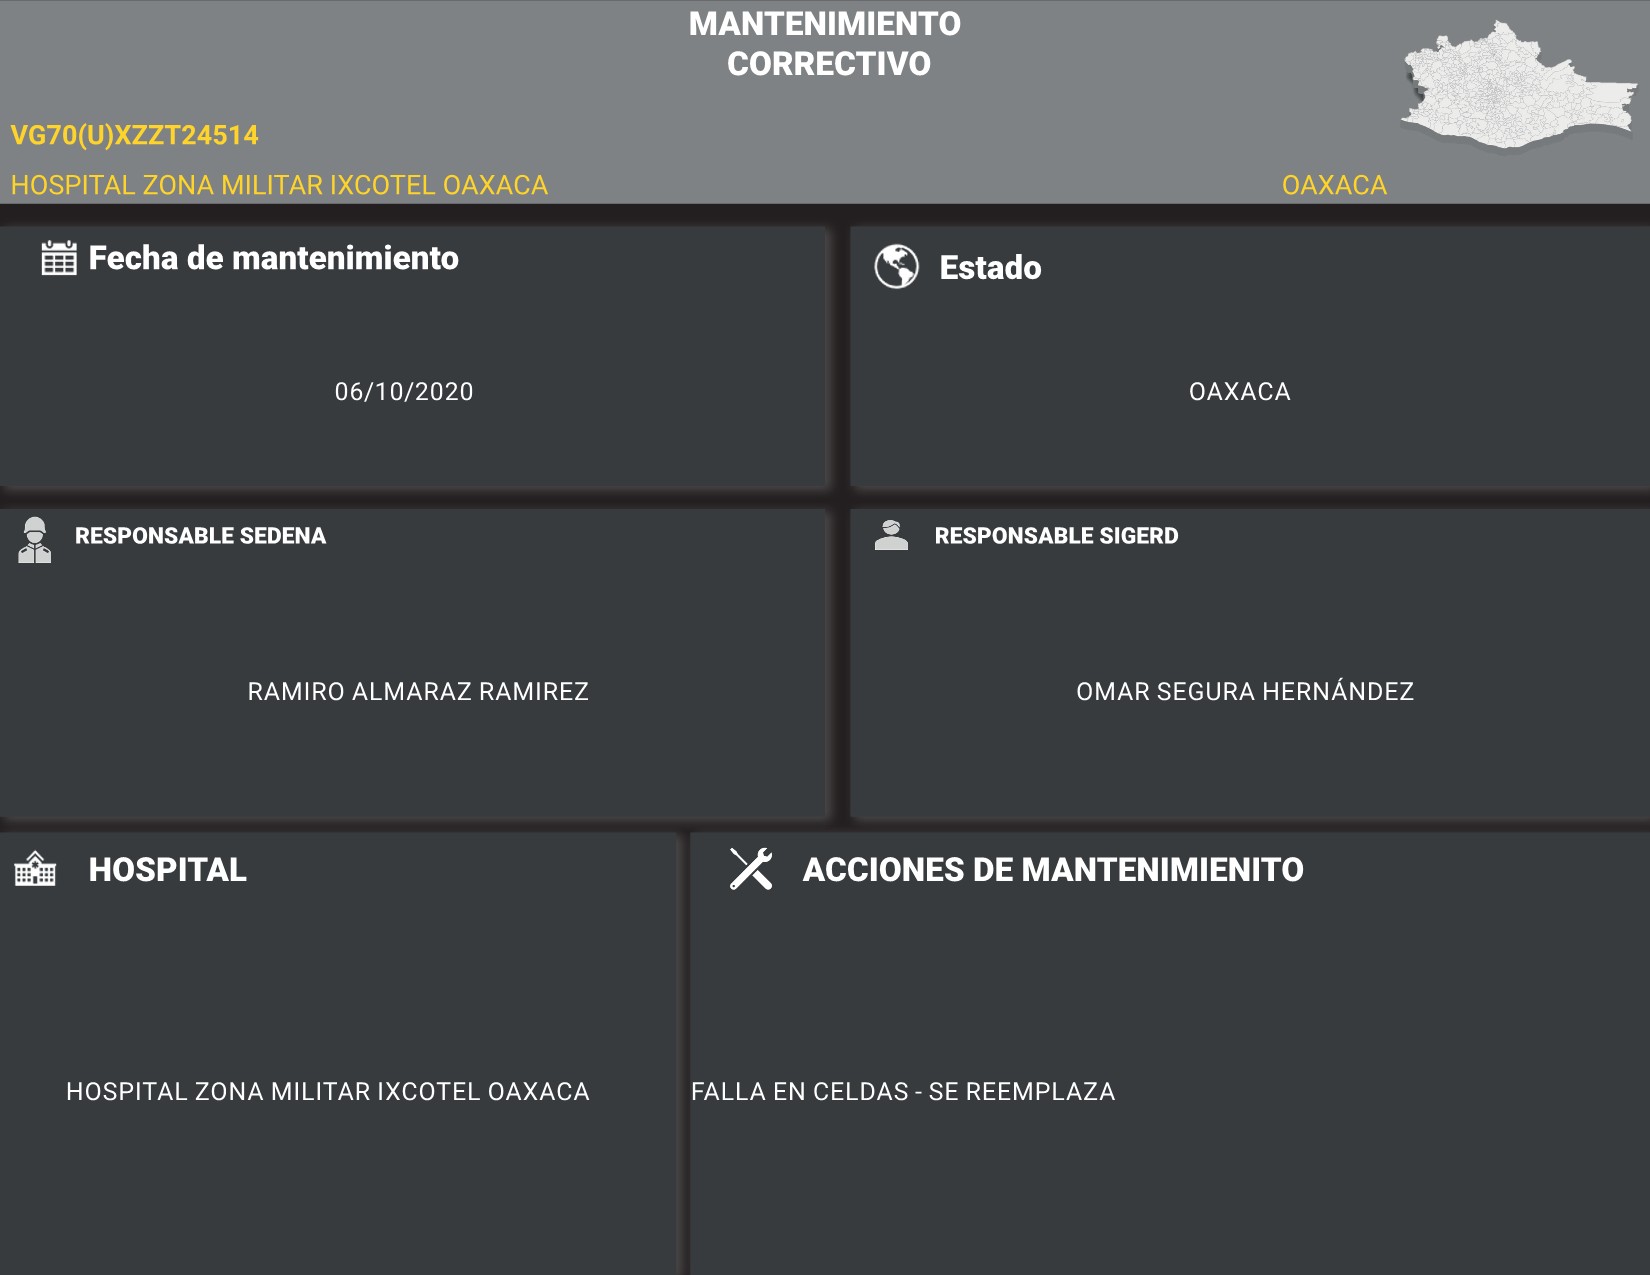 MANTENIMIENTO
CORRECTIVO
VG70(U)XZZT24514
HOSPITAL ZONA MILITAR IXCOTEL OAXACA
OAXACA
Fecha de mantenimiento
Estado
06/10/2020
OAXACA
RESPONSABLE SEDENA
RESPONSABLE SIGERD
RAMIRO ALMARAZ RAMIREZ
OMAR SEGURA HERNÁNDEZ
HOSPITAL
ACCIONES DE MANTENIMIENITO
HOSPITAL ZONA MILITAR IXCOTEL OAXACA
FALLA EN CELDAS - SE REEMPLAZA